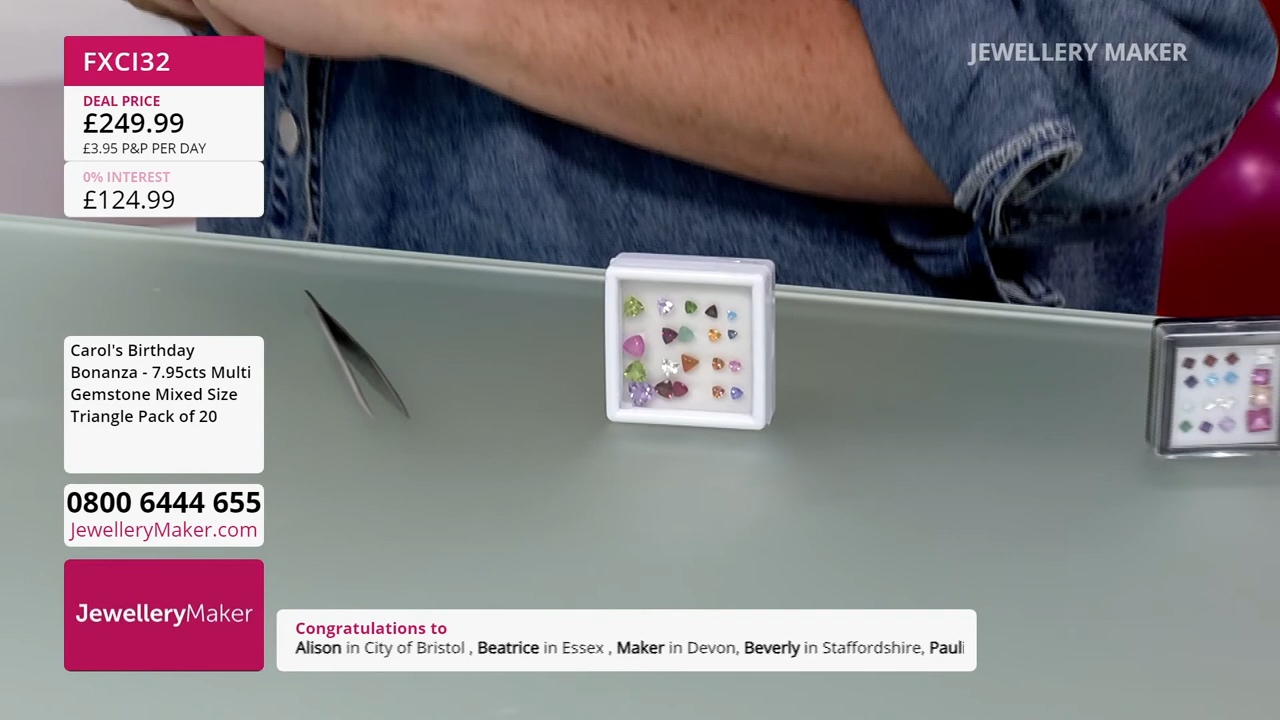 FXCI32
DEAL PRICE
£249.99
£3.95 P&P PER DAY
0% INTEREST
£124.99
JEWELLERY MAKER
Carol's Birthday
Bonanza - 7.95cts Multi
Gemstone Mixed Size
Triangle Pack of 20
0800 6444 655
JewelleryMaker.com
JewelleryMaker
Congratulations to
Alison in City of Bristol , Beatrice in Essex , Maker in Devon, Beverly in Staffordshire, Pauli